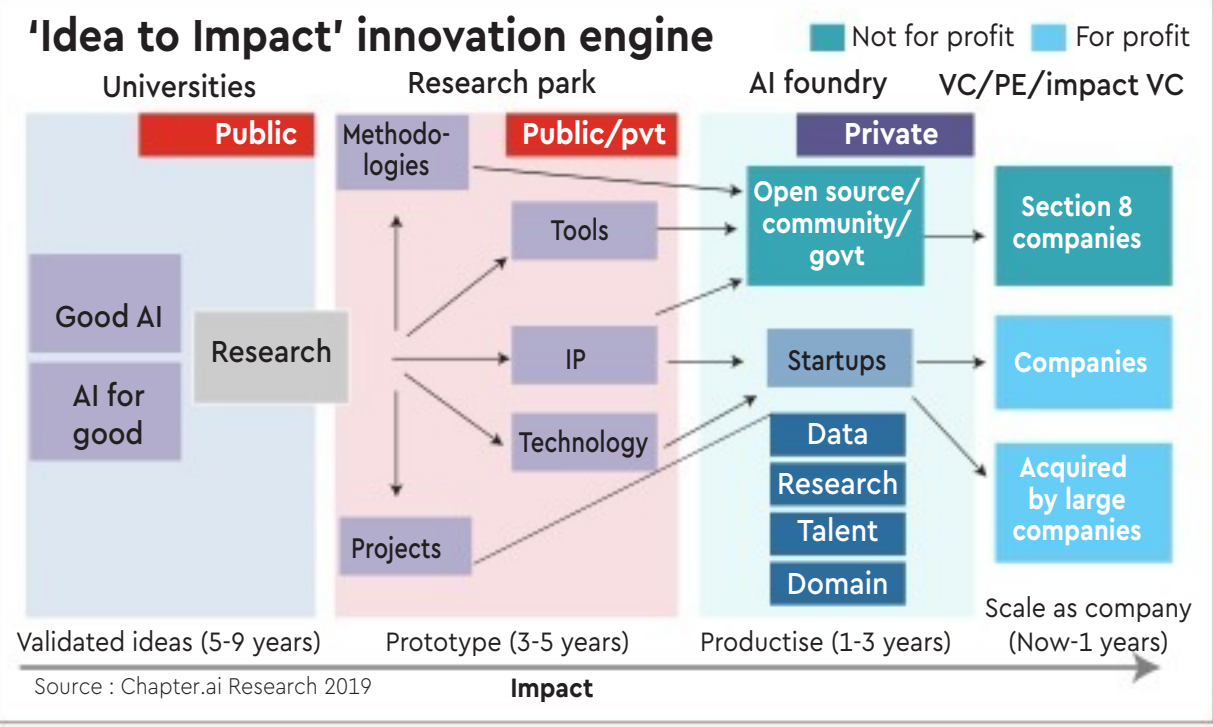 ‘Idea to Impact’ innovation engine
Not for profit
For profit
Universities
Research park
AI foundry
VC/PE/impact VC
Public
Good AI
AI for
good
Research
Public/pvt
Methodo-
logies
Tools
IP
Technology
Projects
Private
Open source/
community/
govt
Startups
Data
Research
Talent
Domain
Section 8
companies
Companies
Acquired
by large
companies
Validated ideas (5-9 years)
Prototype (3-5 years)
Productise (1-3 years)
Scale as company
(Now-1 years)
Source : Chapter.ai Research 2019
Impact